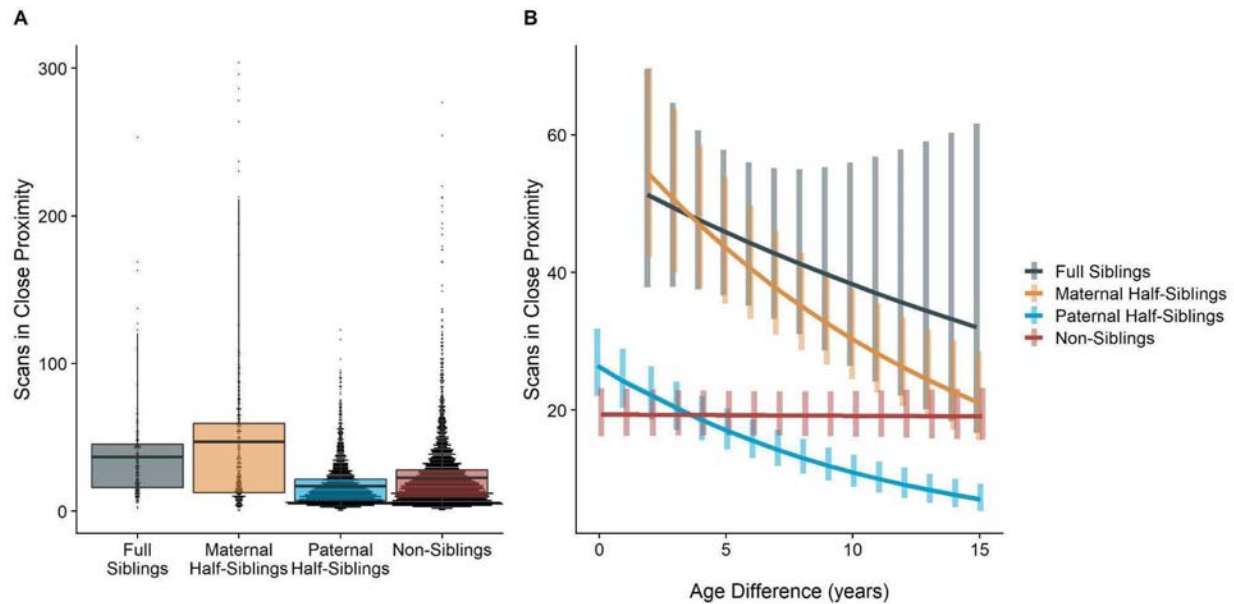 A
Scans in Close Proximity
300
200
100
0
Full
Siblings
Maternal
Half-Siblings
Paternal
Half-Siblings
Non-Siblings
B
Scans in Close Proximity
60
40
20
0
5
10
15
Age Difference (years)
Full Siblings
Maternal Half-Siblings
Paternal Half-Siblings
Non-Siblings